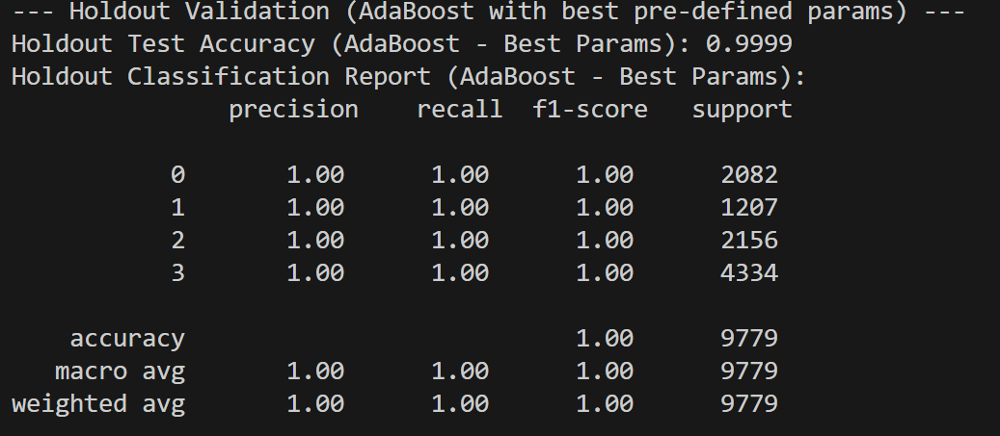 --- Holdout Validation (AdaBoost with best pre-defined params) ---
Holdout Test Accuracy (AdaBoost - Best Params): 0.9999
Holdout Classification Report (AdaBoost - Best Params):
precision recall f1-score support
0 1.00 1.00 1.00 2082
1 1.00 1.00 1.00 1207
2 1.00 1.00 1.00 2156
3 1.00 1.00 1.00 4334
accuracy 1.00 9779
macro avg 1.00 1.00 1.00 9779
weighted avg 1.00 1.00 1.00 9779